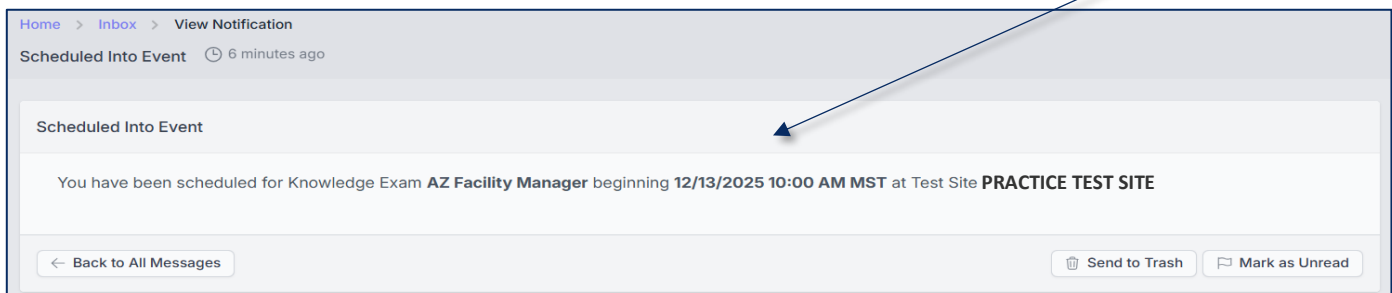 Home > Inbox > View Notification
Scheduled Into Event 6 minutes ago
Scheduled Into Event
You have been scheduled for Knowledge Exam AZ Facility Manager beginning 12/13/2025 10:00 AM MST at Test Site PRACTICE TEST SITE
← Back to All Messages Send to Trash Mark as Unread